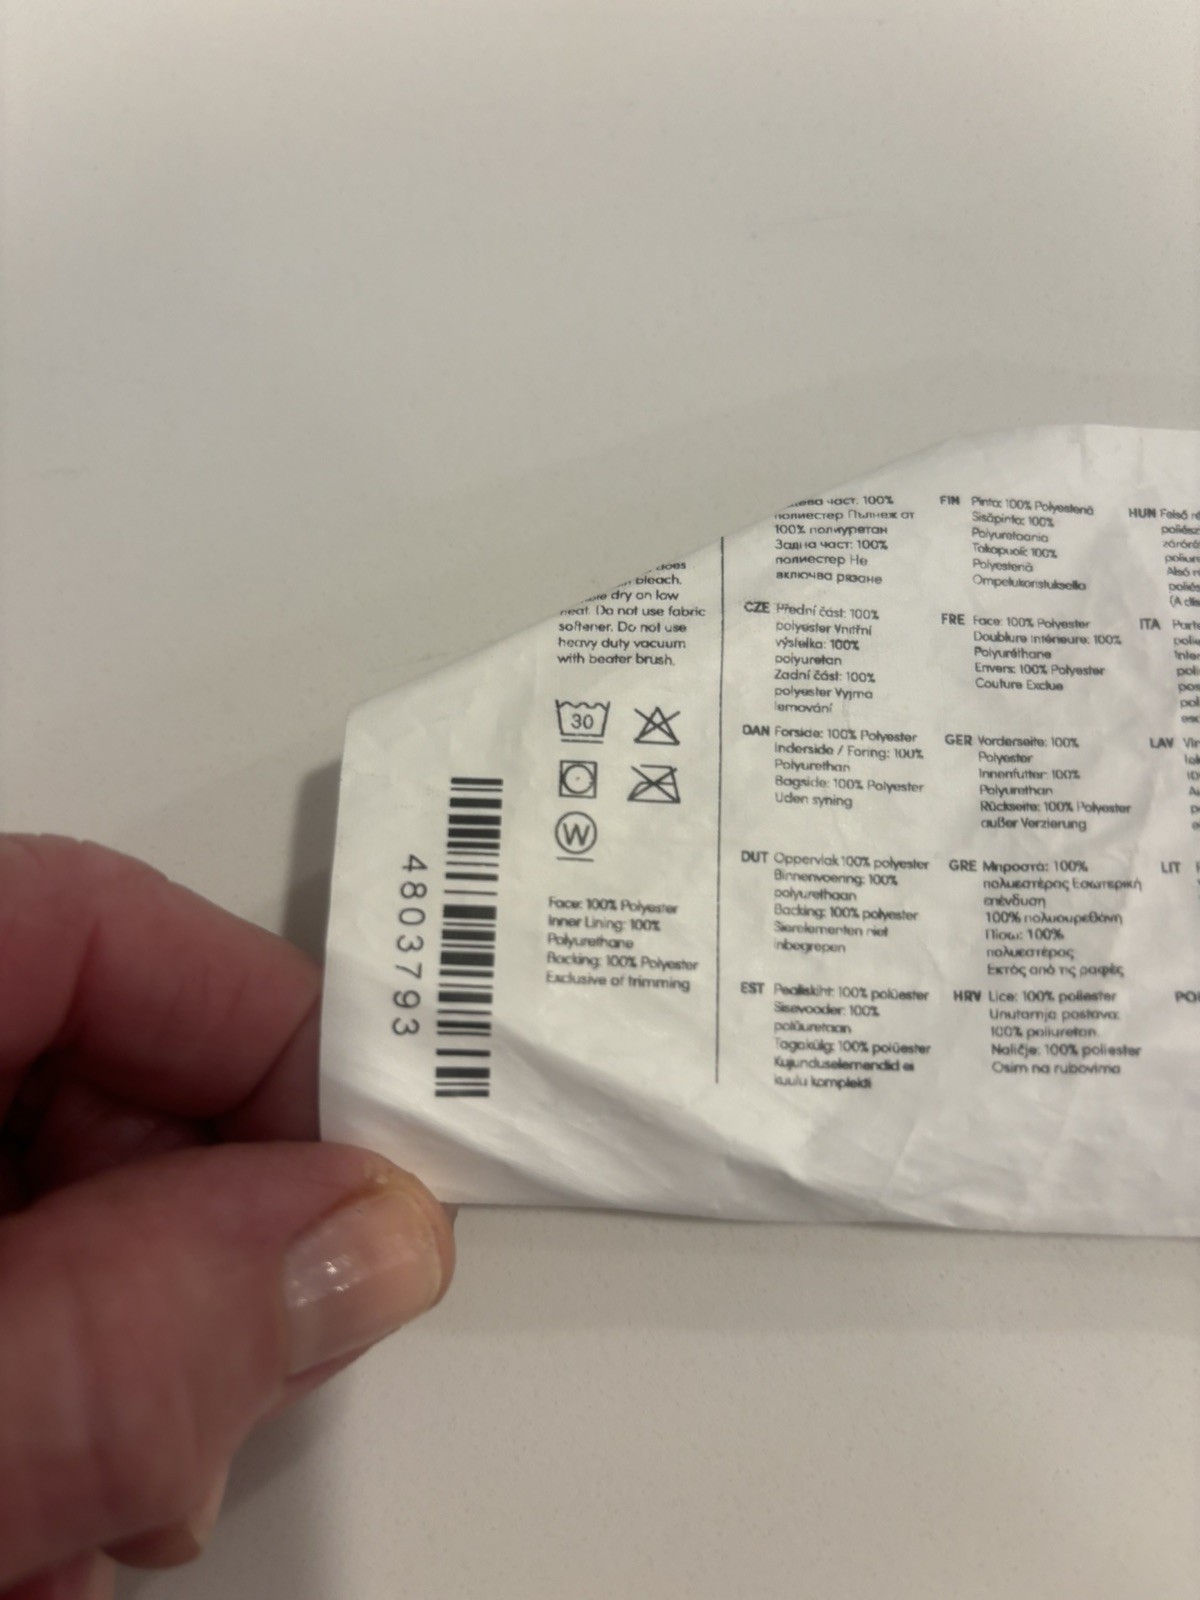 bleach.
dry on low
heat. Do not use fabric
softener. Do not use
heavy duty vacuum
with beater brush.
30
W
Face: 100% Polyester
Inner Lining: 100%
Polyurethane
Backing: 100% Polyester
Exclusive of trimming
4803793
част: 100%
полиестер Пълнеж от
100% полиуретан
Задна част: 100%
полиестер Не
включва рязане
CZE Přední část: 100%
polyester Vnitřní
výstelka: 100%
polyuretan
Zadní část: 100%
polyester Vyjma
lemování
DAN Forside: 100% Polyester
Inderside / Foring: 100%
Polyurethan
Bagside: 100% Polyester
Uden syning
DUT Oppervlak 100% polyester
Binnenvoering: 100%
polyurethaan
Backing: 100% polyester
Sierelementen niet
inbegrepen
EST Pealiskiht: 100% polüester
Sisevooder: 100%
polüuretaan
Tagakülg: 100% polüester
Kujunduselemendid ei
kuulu komplekti
FIN Pinta: 100% Polyesteriä
Sisäpinta: 100%
Polyuretaania
Takapuoli: 100%
Polyesteriä
Ompelukoristuksella
FRE Face: 100% Polyester
Doublure Intérieure: 100%
Polyuréthane
Envers: 100% Polyester
Couture Exclue
GER Vorderseite: 100%
Polyester
Innenfutter: 100%
Polyurethan
Rückseite: 100% Polyester
außer Verzierung
GRE Μπροστά: 100%
πολυεστέρας Εσωτερική
επένδυση
100% πολυουρεθάνη
Πίσω: 100%
πολυεστέρας
Εκτός από τις ραφές
HRV Lice: 100% poliester
Unutarnja postava:
100% poliuretan.
Naličje: 100% poliester
Osim na rubovima
HUN Felső
ITA
LAV
LIT